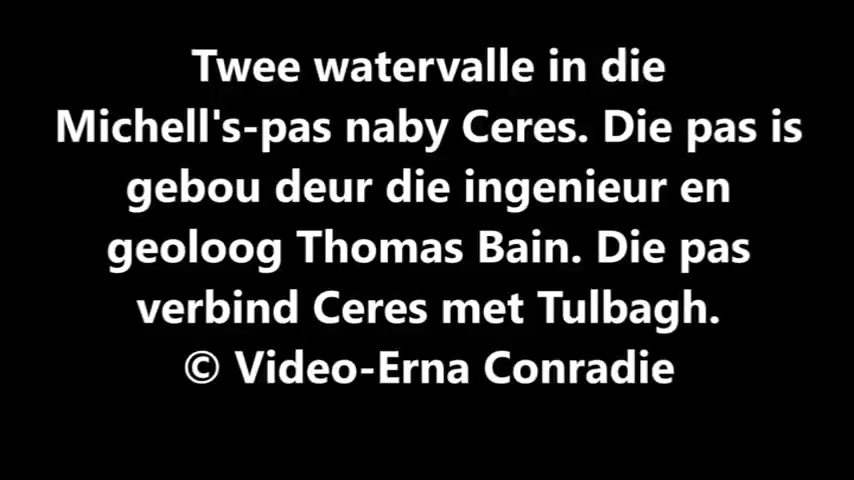 Twee watervalle in die
Michell's-pas naby Ceres. Die pas is
gebou deur die ingenieur en
geoloog Thomas Bain. Die pas
verbind Ceres met Tulbagh.
© Video-Erna Conradie